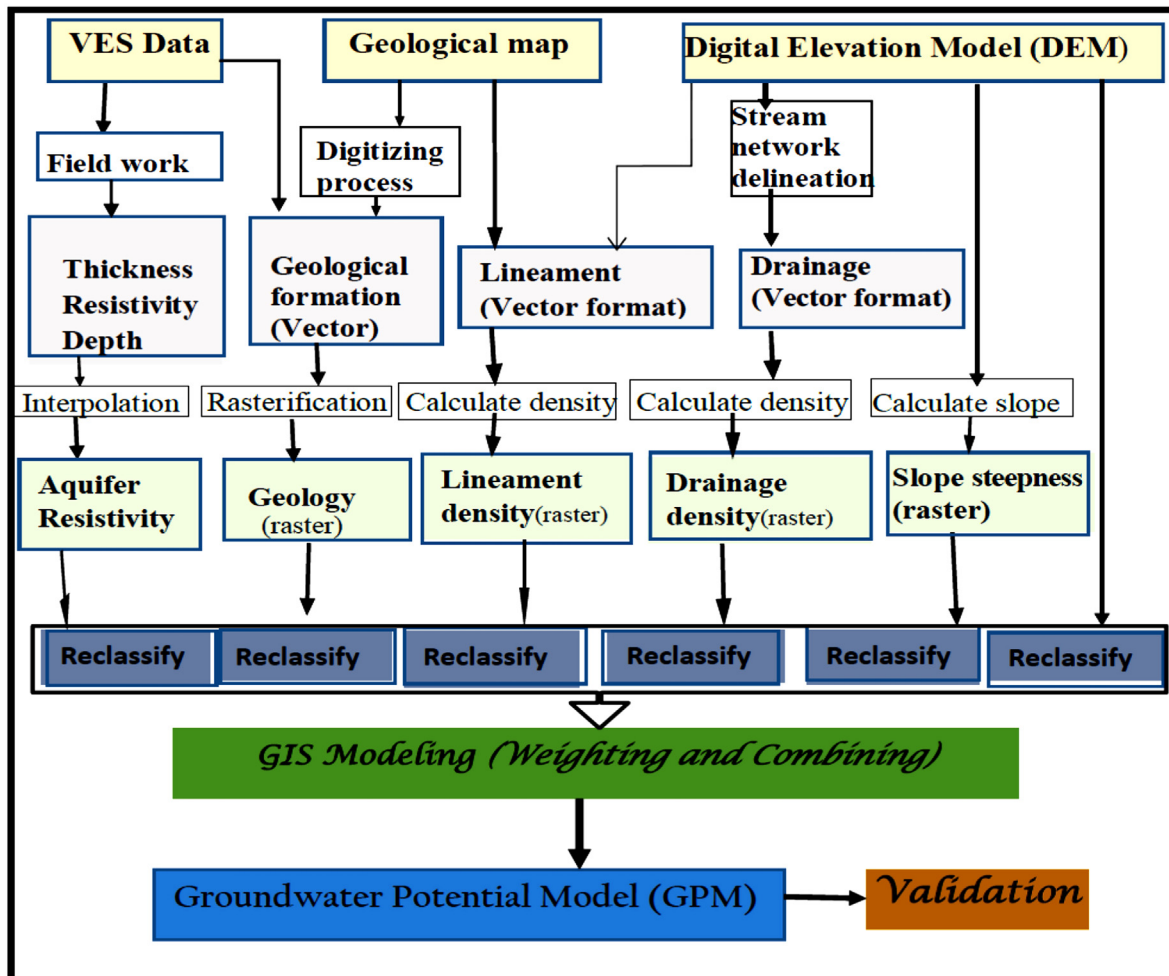 VES Data
Geological map
Digital Elevation Model (DEM)
Field work
Digitizing
process
Stream
network
delineation
Thickness
Resistivity
Depth
Geological
formation
(Vector)
Lineament
(Vector format)
Drainage
(Vector format)
Interpolation
Rasterification
Calculate density
Calculate density
Calculate slope
Aquifer
Resistivity
Geology
(raster)
Lineament
density(raster)
Drainage
density(raster)
Slope steepness
(raster)
Reclassify
Reclassify
Reclassify
Reclassify
Reclassify
Reclassify
GIS Modeling (Weighting and Combining)
Groundwater Potential Model (GPM)
Validation